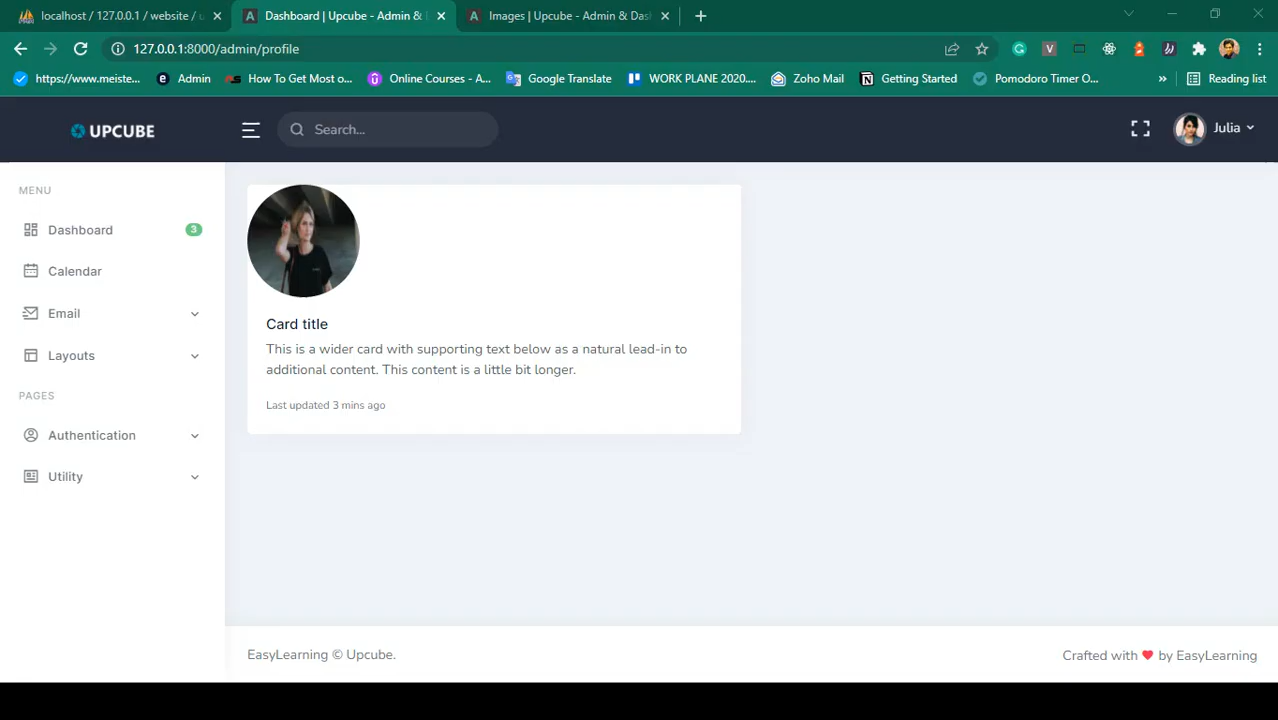 localhost / 127.0.0.1 / website / u
Dashboard | Upcube - Admin &
Images | Upcube - Admin & Dash
127.0.0.1:8000/admin/profile
https://www.meiste...
Admin
How To Get Most o...
Online Courses - A...
Google Translate
WORK PLANE 2020....
Zoho Mail
Getting Started
Pomodoro Timer O...
»
Reading list
UPCUBE
Search...
Julia
MENU
Dashboard
3
Calendar
Email
Layouts
PAGES
Authentication
Utility
Card title
This is a wider card with supporting text below as a natural lead-in to
additional content. This content is a little bit longer.
Last updated 3 mins ago
EasyLearning © Upcube.
Crafted with ♥ by EasyLearning